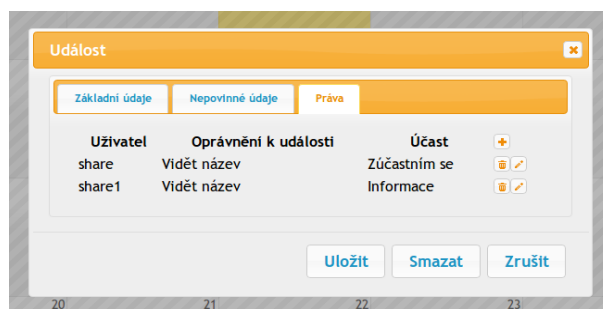 Událost
Základní údaje Nepovinné údaje Práva
Uživatel Oprávnění k události Účast
share Vidět název Zúčastním se
share1 Vidět název Informace
Uložit Smazat Zrušit
20 21 22 23